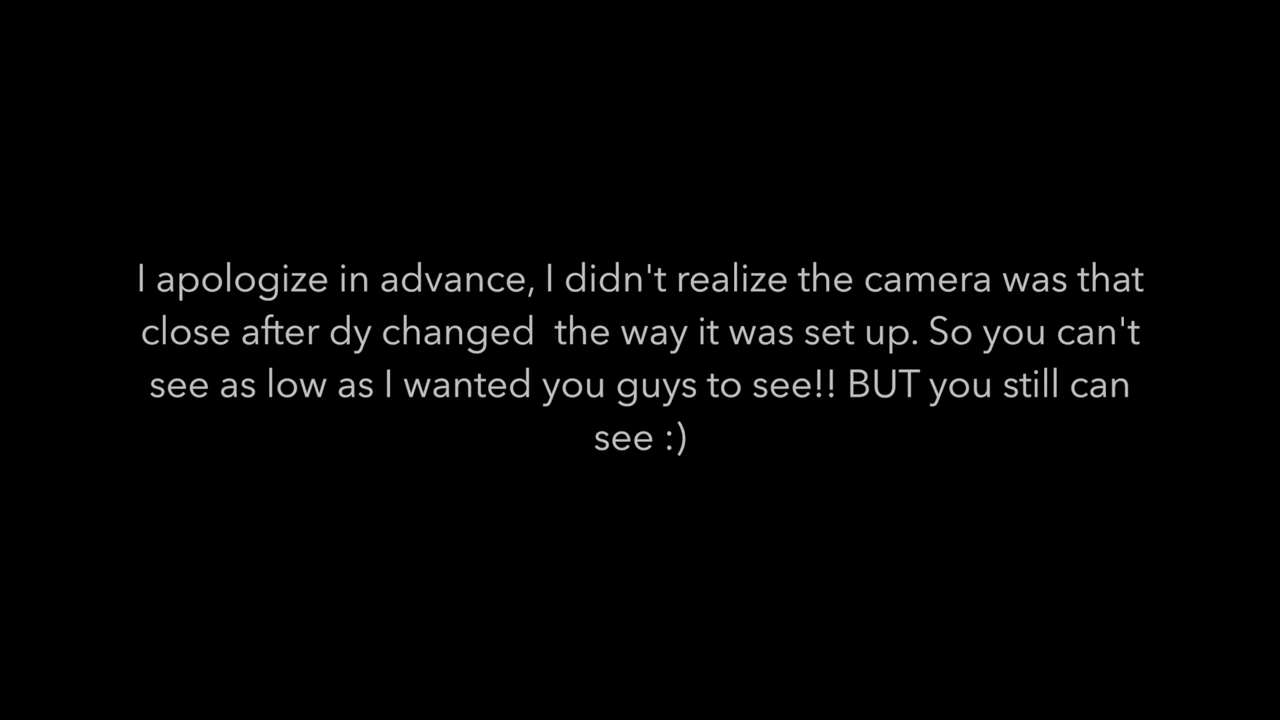 I apologize in advance, I didn't realize the camera was that
close after dy changed  the way it was set up. So you can't
see as low as I wanted you guys to see!! BUT you still can
see :)